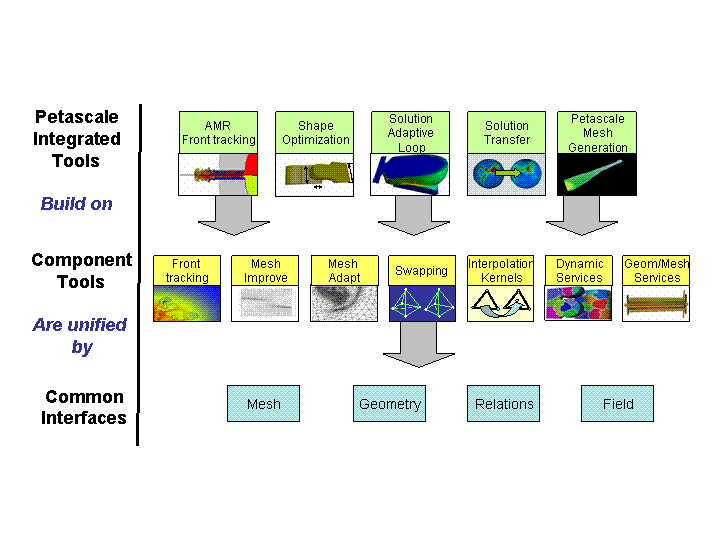 Petascale
Integrated
Tools
Build on
AMR
Front tracking
Shape
Optimization
Solution
Adaptive
Loop
Solution
Transfer
Petascale
Mesh
Generation
Component
Tools
Are unified
by
Front
tracking
Mesh
Improve
Mesh
Adapt
Swapping
Interpolation
Kernels
Dynamic
Services
Geom/Mesh
Services
Common
Interfaces
Mesh
Geometry
Relations
Field